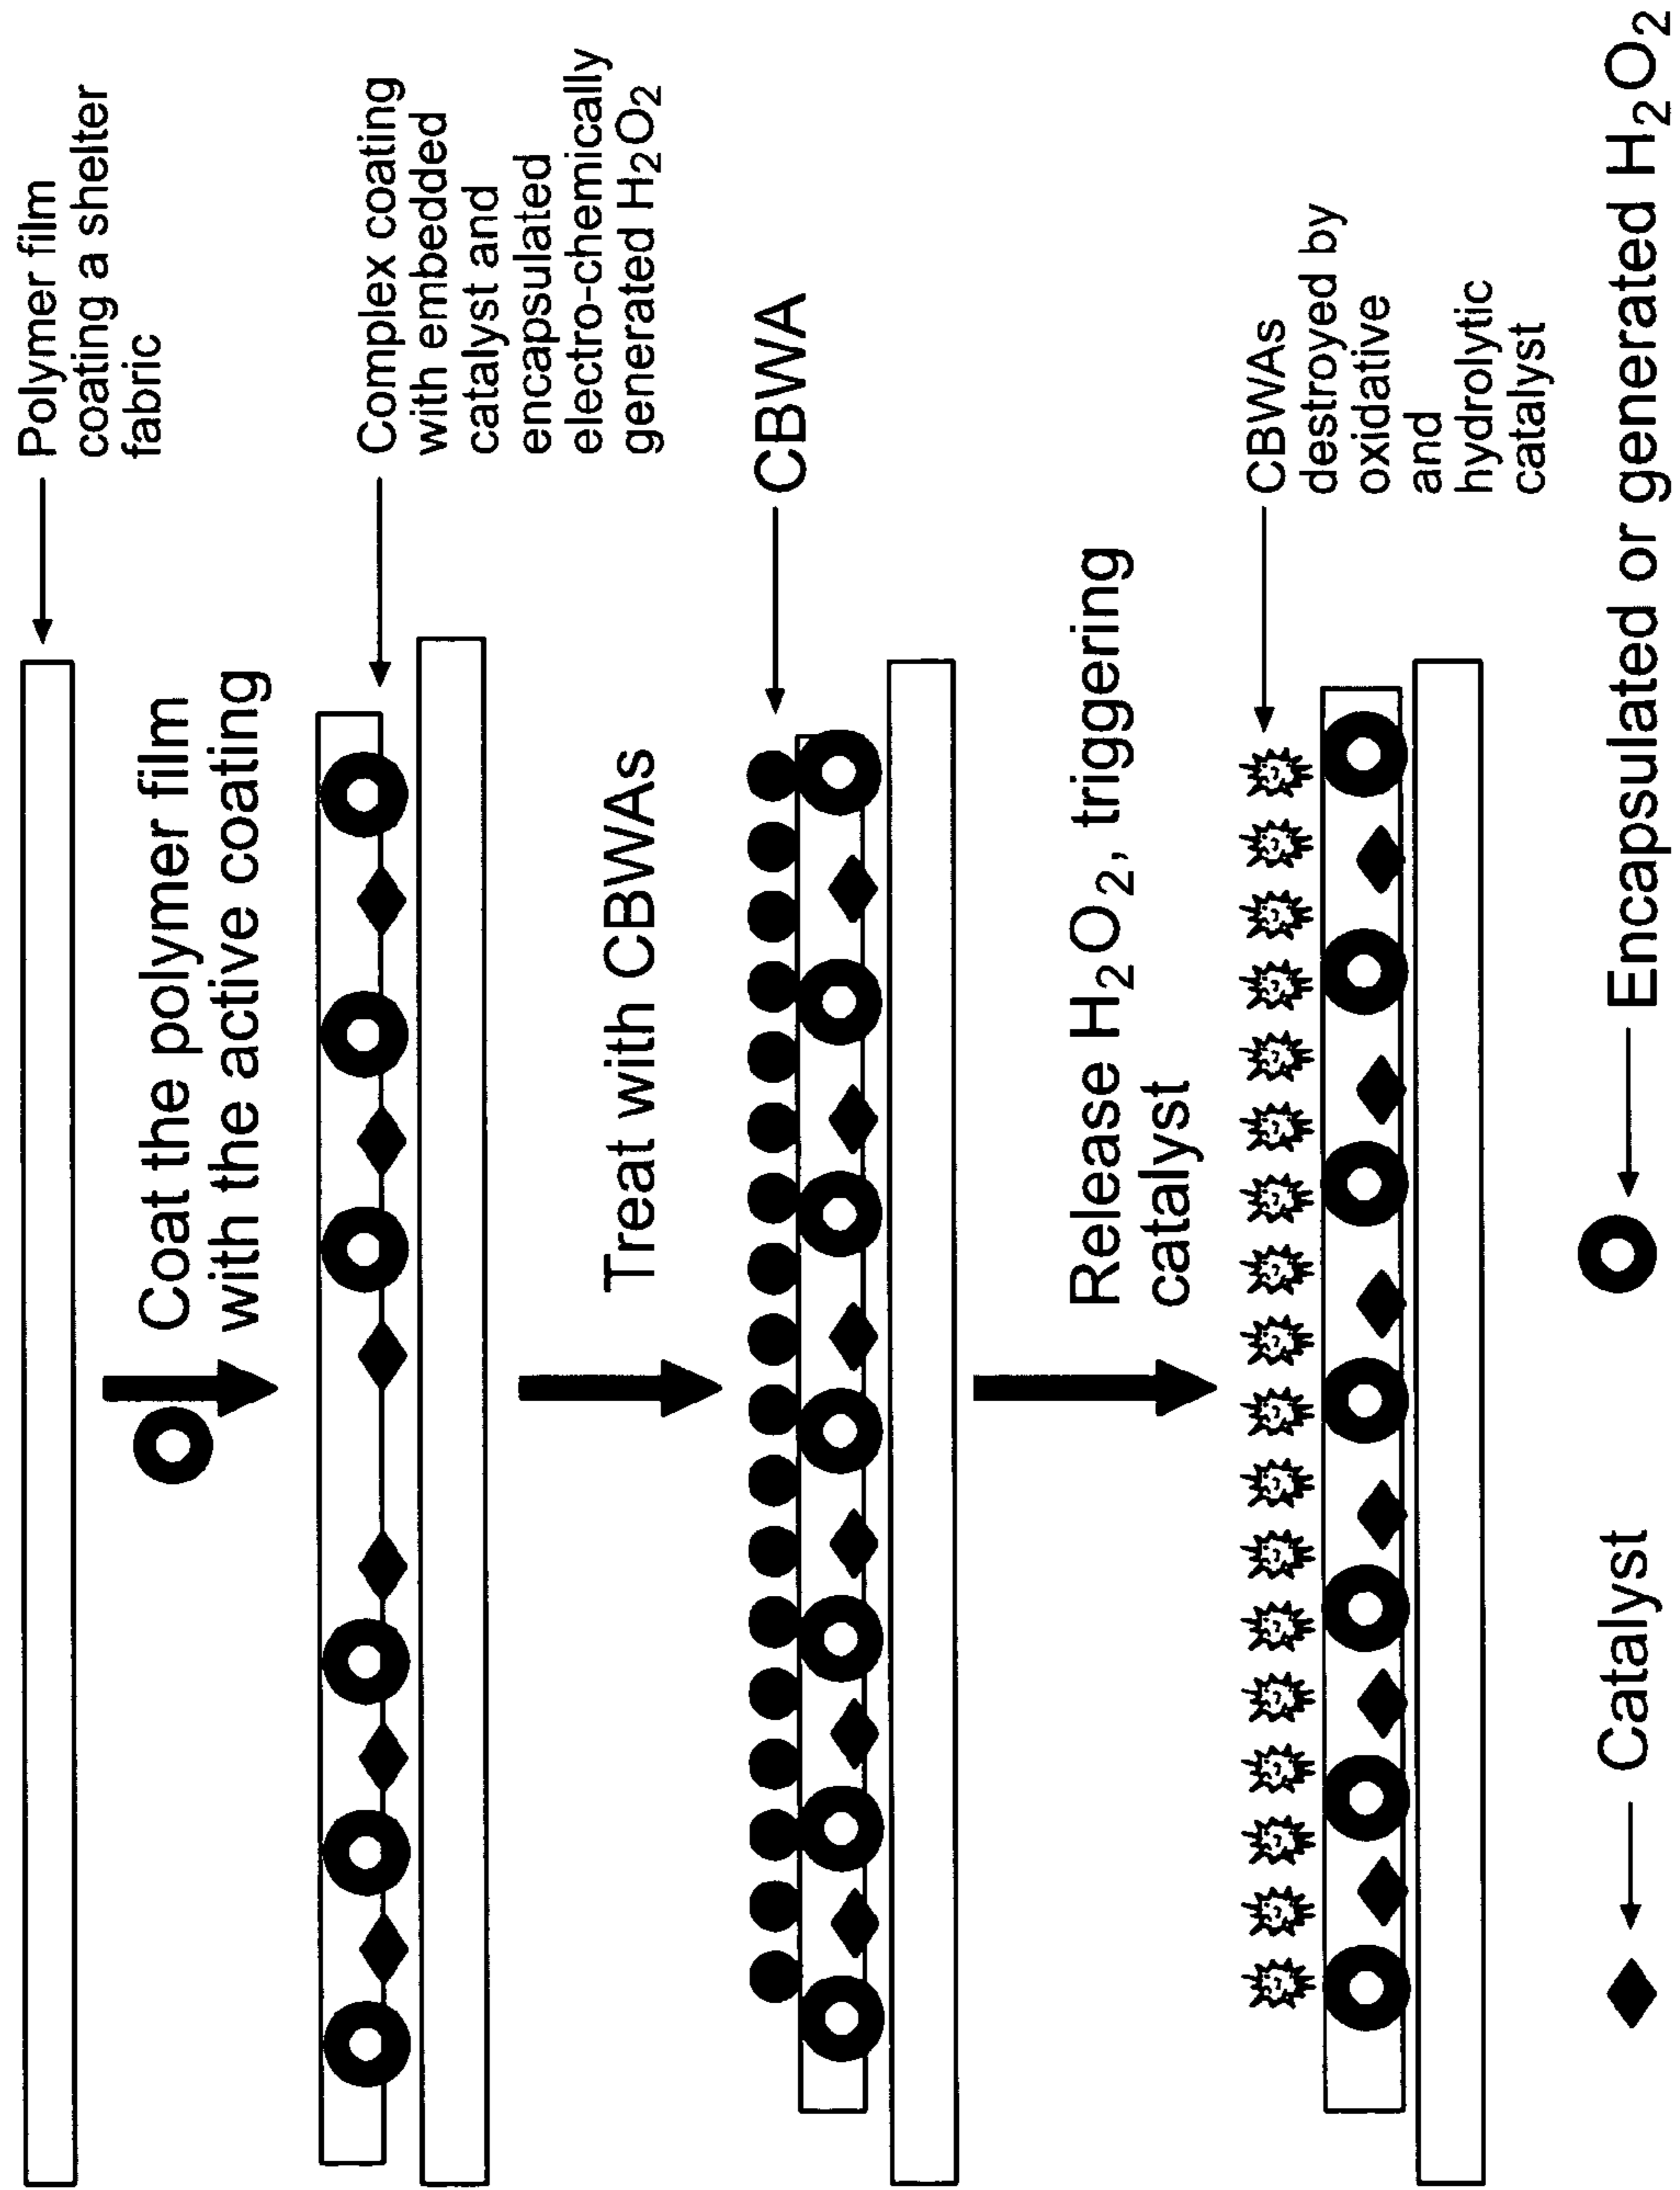 Polymer film
coating a shelter
fabric
Coat the polymer film
with the active coating
Complex coating
with embedded
catalyst and
encapsulated
electro-chemically
generated H₂O₂
Treat with CBWAs
CBWA
Release H₂O₂, triggering
catalyst
CBWAs
destroyed by
oxidative
and
hydrolytic
catalyst
Catalyst
Encapsulated or generated H₂O₂